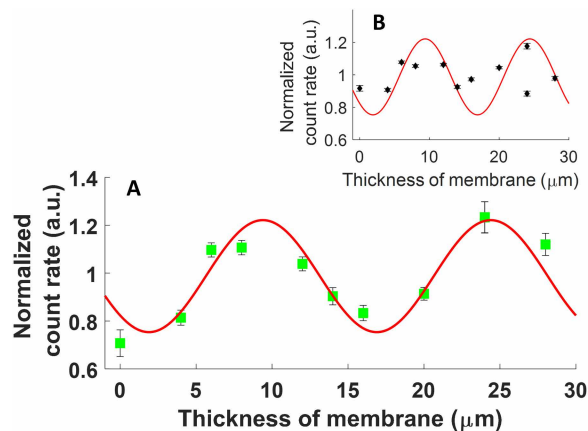 B
Normalized
count rate (a.u.)
1.4
1.2
1
0.8
0.6
0
10
20
30
Thickness of membrane (μm)
A
Normalized
count rate (a.u.)
1.4
1.2
1
0.8
0.6
0
5
10
15
20
25
30
Thickness of membrane (μm)